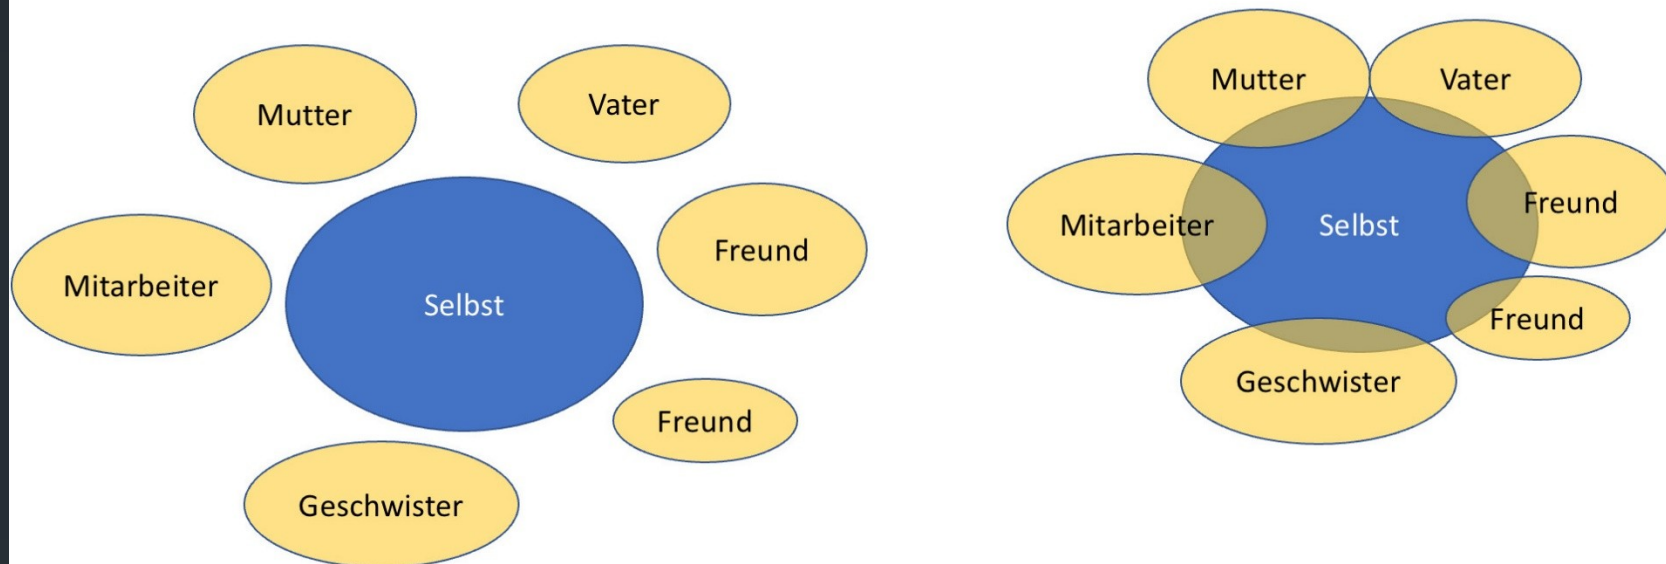 Mutter
Vater
Mitarbeiter
Selbst
Freund
Freund
Geschwister
Mutter
Vater
Mitarbeiter
Selbst
Freund
Freund
Geschwister